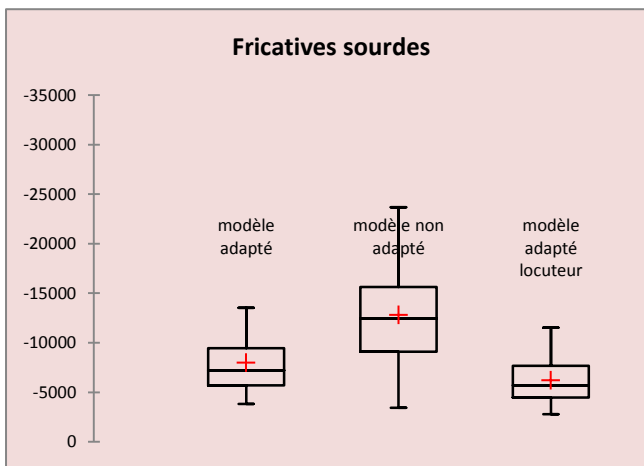 Fricatives sourdes
-35000
-30000
-25000
-20000
-15000
-10000
-5000
0
modèle
adapté
modèle non
adapté
modèle
adapté
locuteur